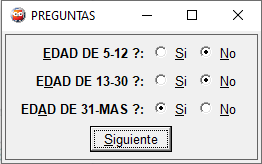 PREGUNTAS
EDAD DE 5-12 ?: Si No
EDAD DE 13-30 ?: Si No
EDAD DE 31-MAS ?: Si No
Siguiente